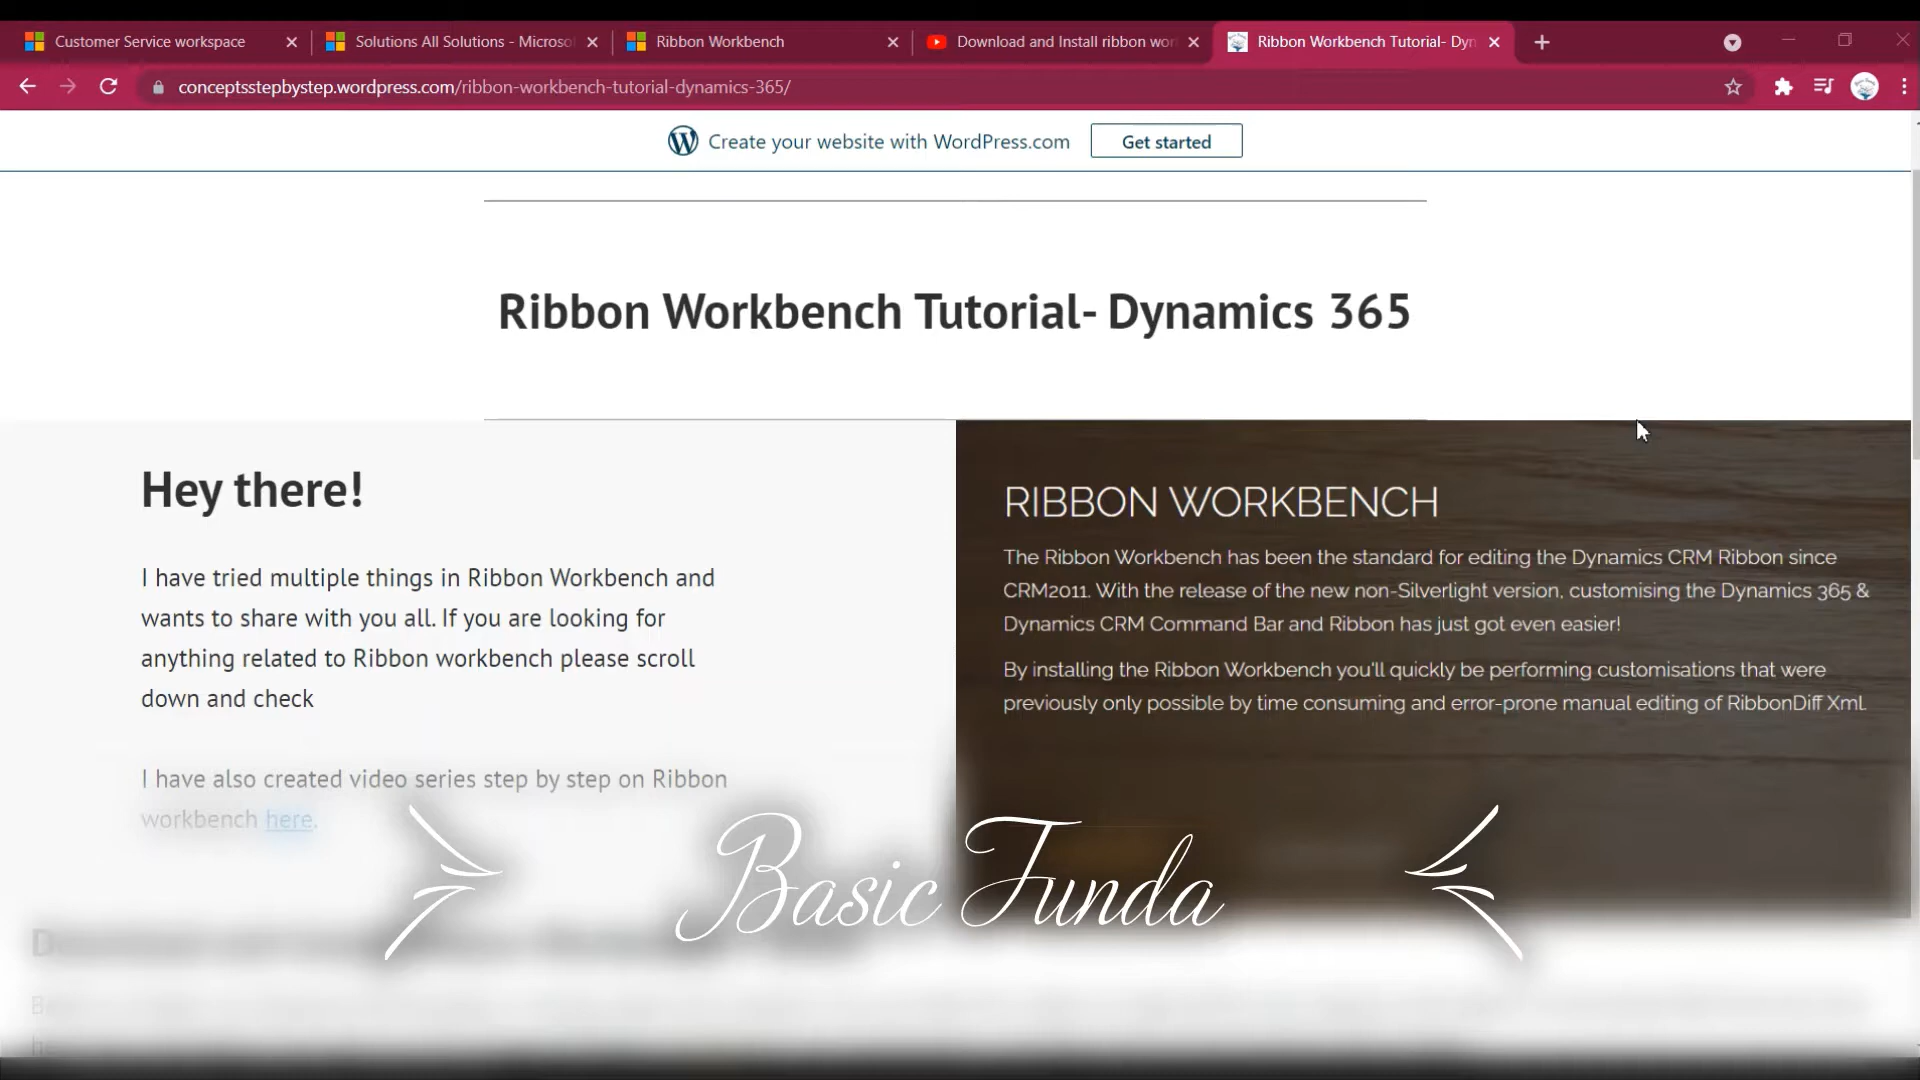 Customer Service workspace
Solutions All Solutions - Microso
Ribbon Workbench
Download and Install ribbon wor
Ribbon Workbench Tutorial- Dyn
conceptsstepbystep.wordpress.com/ribbon-workbench-tutorial-dynamics-365/
Create your website with WordPress.com
Get started
Ribbon Workbench Tutorial- Dynamics 365
Hey there!
I have tried multiple things in Ribbon Workbench and
wants to share with you all. If you are looking for
anything related to Ribbon workbench please scroll
down and check
I have also created video series step by step on Ribbon
workbench here.
RIBBON WORKBENCH
The Ribbon Workbench has been the standard for editing the Dynamics CRM Ribbon since
CRM2011. With the release of the new non-Silverlight version, customising the Dynamics 365 &
Dynamics CRM Command Bar and Ribbon has just got even easier!
By installing the Ribbon Workbench you'll quickly be performing customisations that were
previously only possible by time consuming and error-prone manual editing of RibbonDiff Xml.
Basic Funda